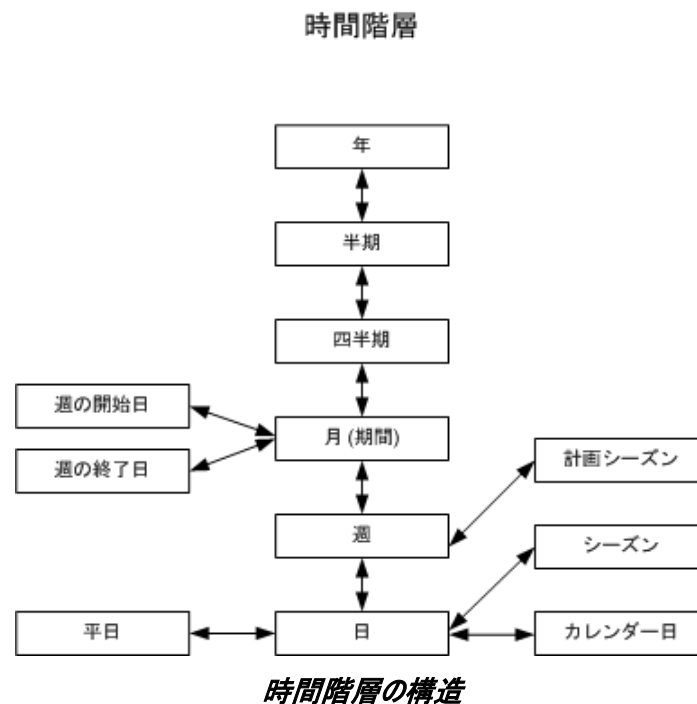 時間階層
年
半期
四半期
週の開始日
月 (期間)
週の終了日
計画シーズン
週
シーズン
平日
日
カレンダー日
時間階層の構造